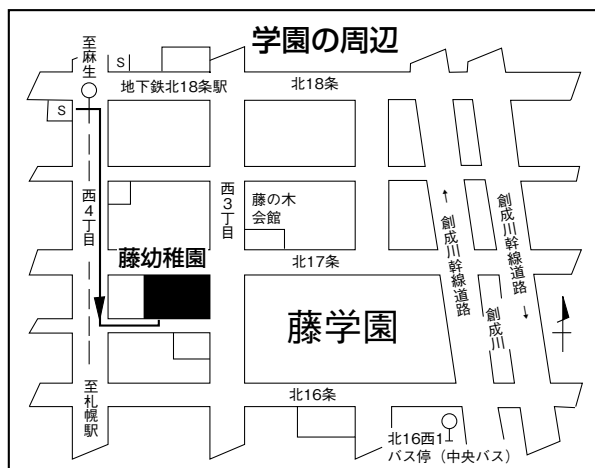 学園の周辺
至麻生
S
地下鉄北18条駅
北18条
S
西4丁目
西3丁目
藤の木
会館
創成川幹線道路
創成川幹線道路
藤幼稚園
北17条
藤学園
創成川
至札幌駅
北16条
北16西1
バス停（中央バス）